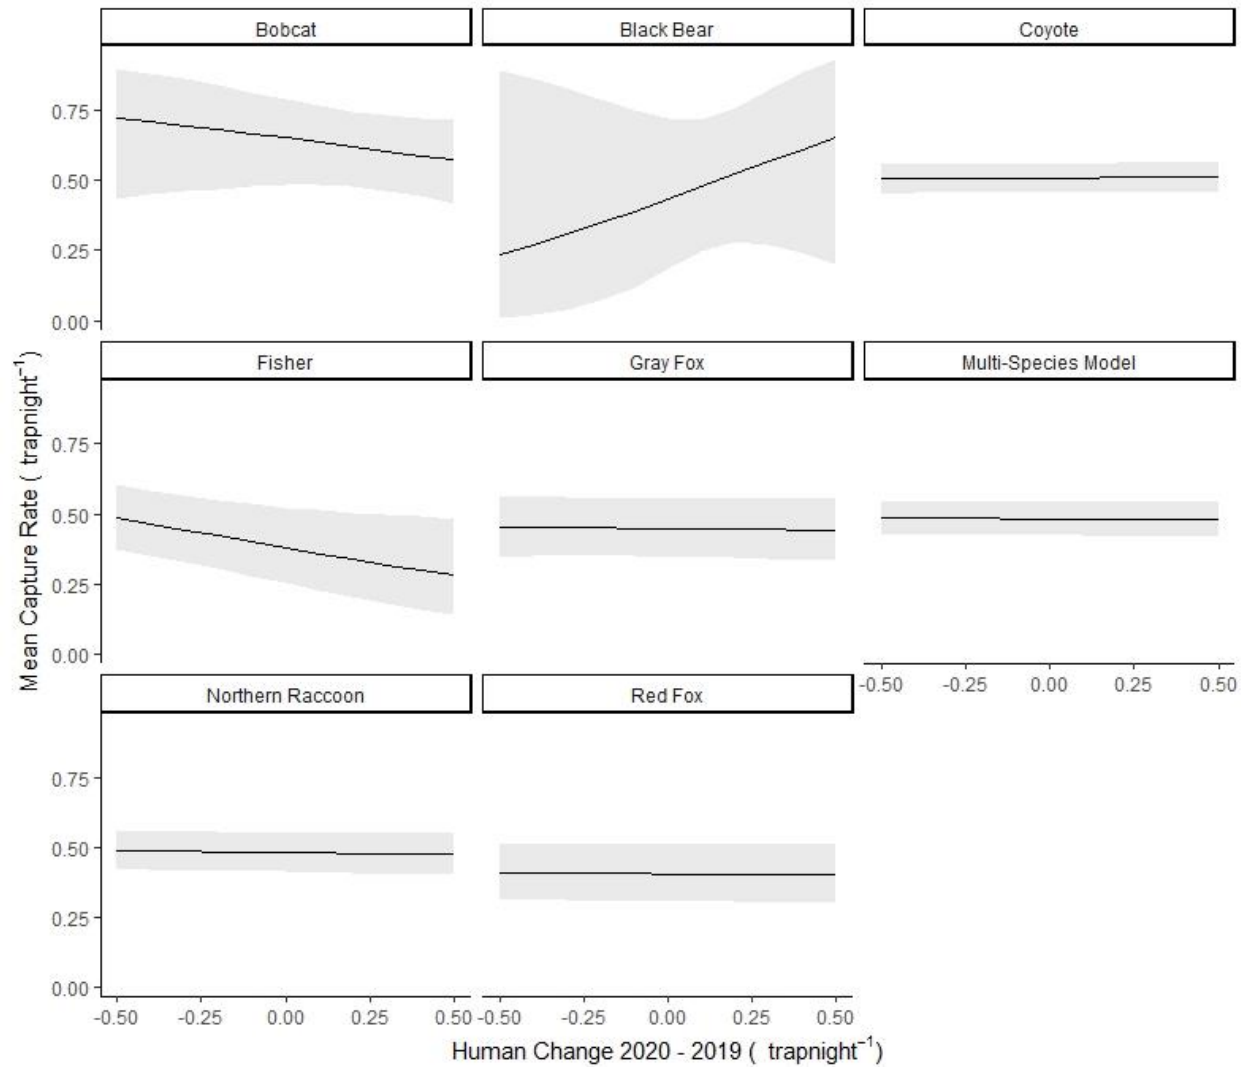 Bobcat
Black Bear
Coyote
0.75
0.50
0.25
0.00
Fisher
Gray Fox
Multi-Species Model
0.75
0.50
0.25
0.00
-0.50 -0.25 0.00 0.25 0.50
Northern Raccoon
Red Fox
0.75
0.50
0.25
0.00
-0.50 -0.25 0.00 0.25 0.50
-0.50 -0.25 0.00 0.25 0.50
Mean Capture Rate ( trapnight⁻¹)
Human Change 2020 - 2019 ( trapnight⁻¹)